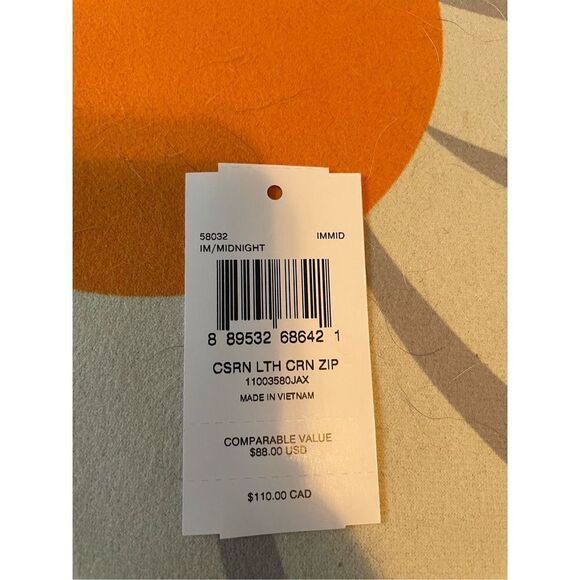 58032 IMMID
IM/MIDNIGHT
8 89532 68642 1
CSRN LTH CRN ZIP
11003580JAX
MADE IN VIETNAM
COMPARABLE VALUE
$88.00 USD
$110.00 CAD